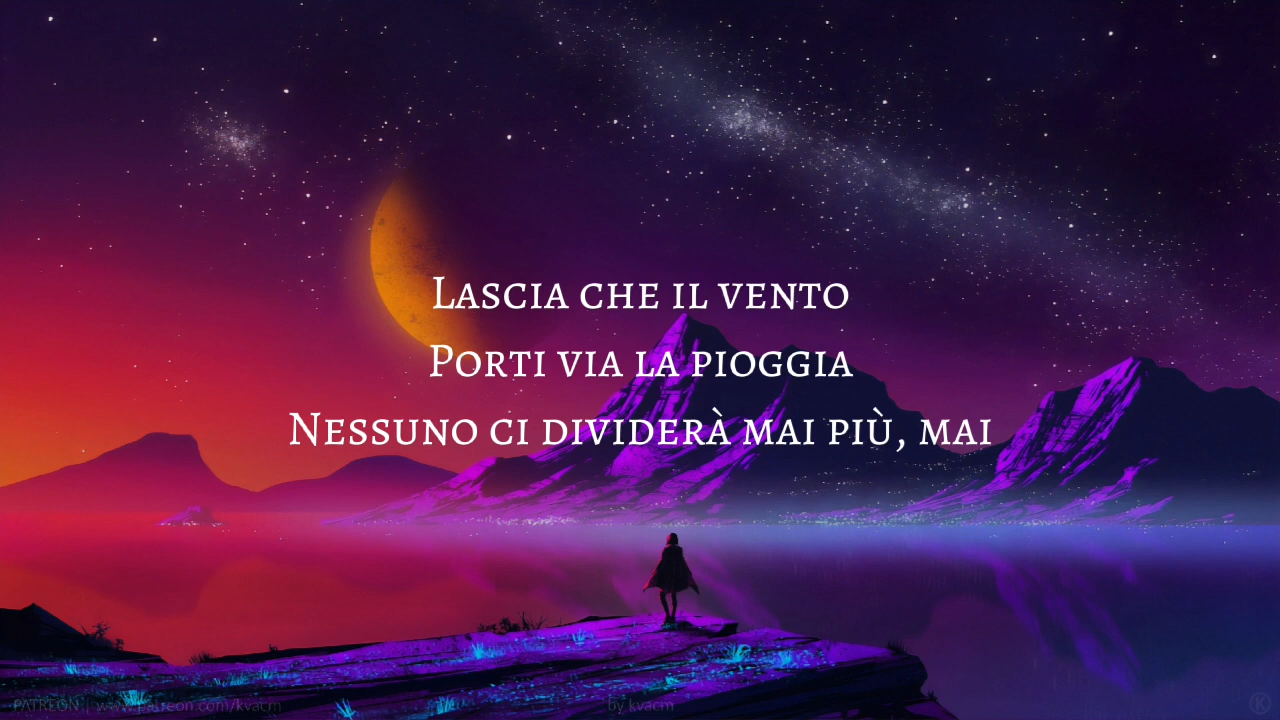 Lascia che il vento
Porti via la pioggia
Nessuno ci dividerà mai più, mai
PATREON | www.patreon.com/kvacm
by kvacm
K